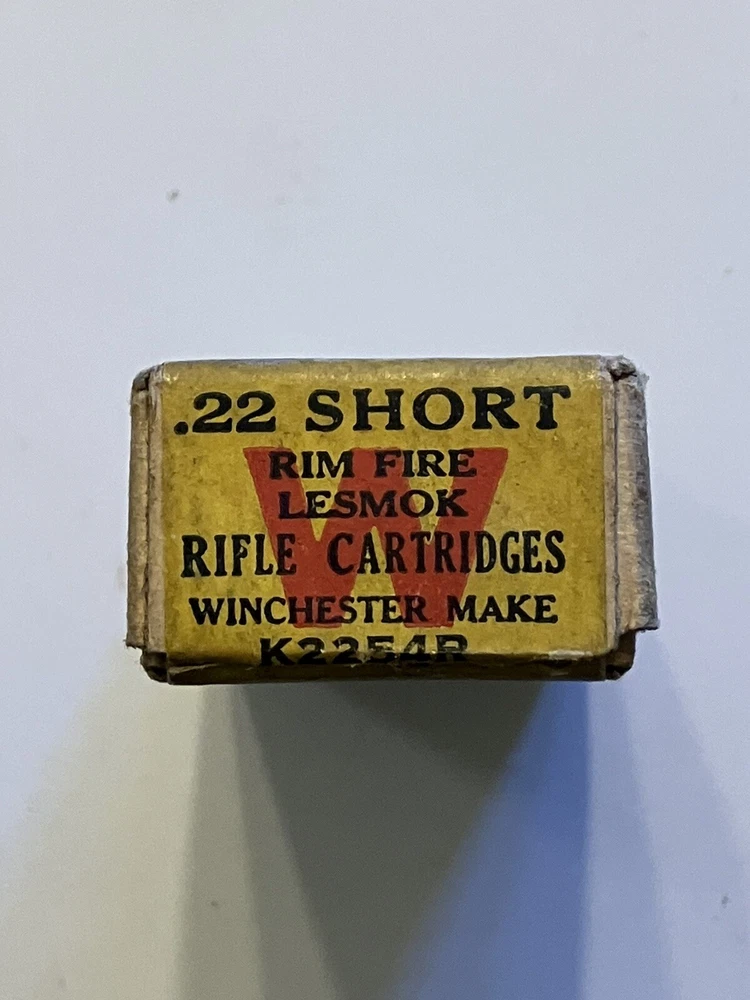 .22 SHORT
RIM FIRE
LESMOK
RIFLE CARTRIDGES
WINCHESTER MAKE
K2254R
W